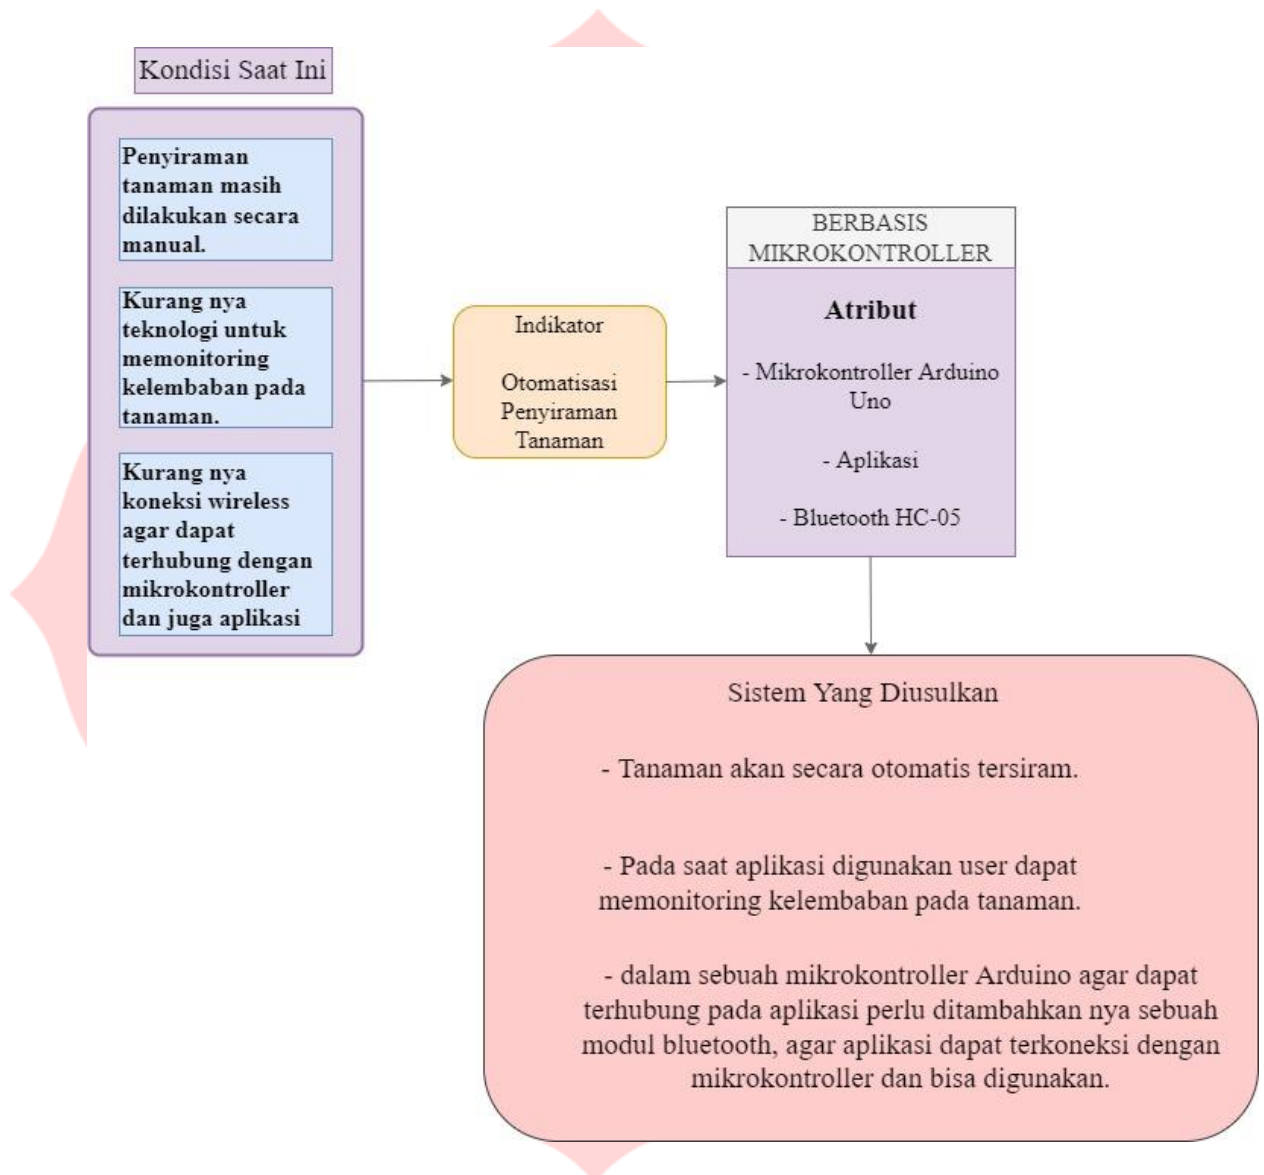 Kondisi Saat Ini
Penyiraman
tanaman masih
dilakukan secara
manual.
Kurang nya
teknologi untuk
memonitoring
kelembaban pada
tanaman.
Kurang nya
koneksi wireless
agar dapat
terhubung dengan
mikrokontroller
dan juga aplikasi
Indikator
Otomatisasi
Penyiraman
Tanaman
BERBASIS
MIKROKONTROLLER
Atribut
- Mikrokontroller Arduino
Uno
- Aplikasi
- Bluetooth HC-05
Sistem Yang Diusulkan
- Tanaman akan secara otomatis tersiram.
- Pada saat aplikasi digunakan user dapat
memonitoring kelembaban pada tanaman.
- dalam sebuah mikrokontroller Arduino agar dapat
terhubung pada aplikasi perlu ditambahkan nya sebuah
modul bluetooth, agar aplikasi dapat terkoneksi dengan
mikrokontroller dan bisa digunakan.